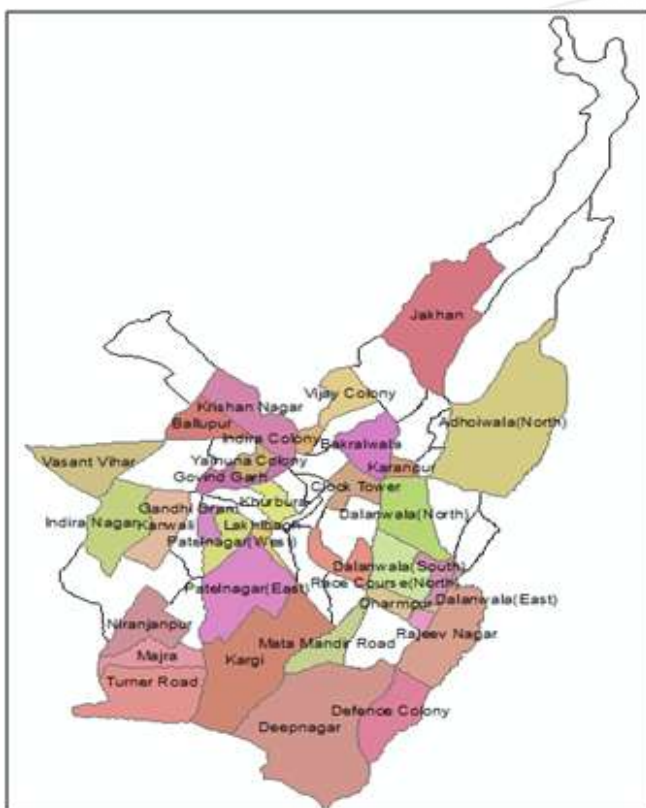 Jakhan
Vijay Colony
Krishan Nagar
Adhoiwala(North)
Ballupur
Indira Colony
Bakralwala
Vasant Vihar
Yamuna Colony
Karanpur
Govind Garh
Clock Tower
Khurbura
Gandhi Gram
Dalanwala(North)
Indira Nagar
Kanwali
Lakhibagh
Patelnagar(West)
Dalanwala(South)
Race Course(North)
Patelnagar(East)
Dalanwala(East)
Dharmpur
Niranjanpur
Rajeev Nagar
Mata Mandir Road
Majra
Kargi
Turner Road
Defence Colony
Deepnagar